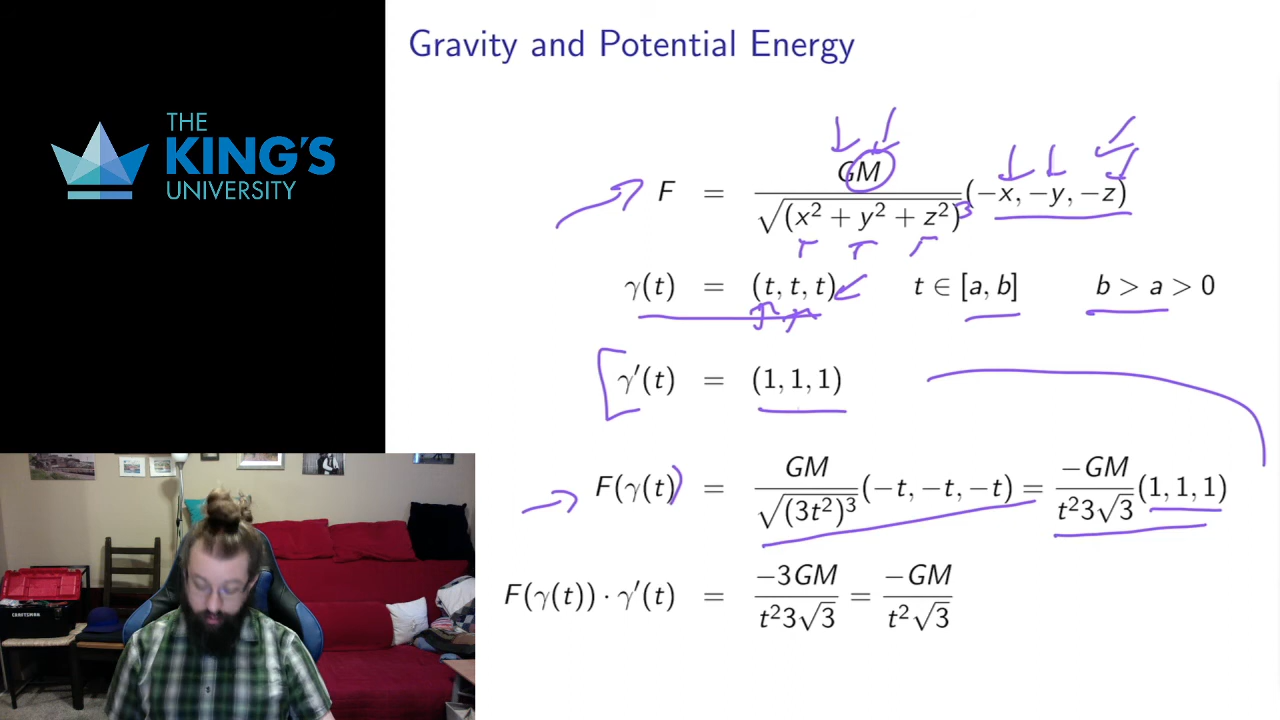 THE
KING'S
UNIVERSITY
Gravity and Potential Energy
F = GM / √(x² + y² + z²)³ (−x, −y, −z)
γ(t) = (t, t, t) t ∈ [a, b] b > a > 0
γ′(t) = (1, 1, 1)
F(γ(t)) = GM / √(3t²)³ (−t, −t, −t) = −GM / t²3√3 (1, 1, 1)
F(γ(t)) · γ′(t) = −3GM / t²3√3 = −GM / t²√3
CRAFTSMAN